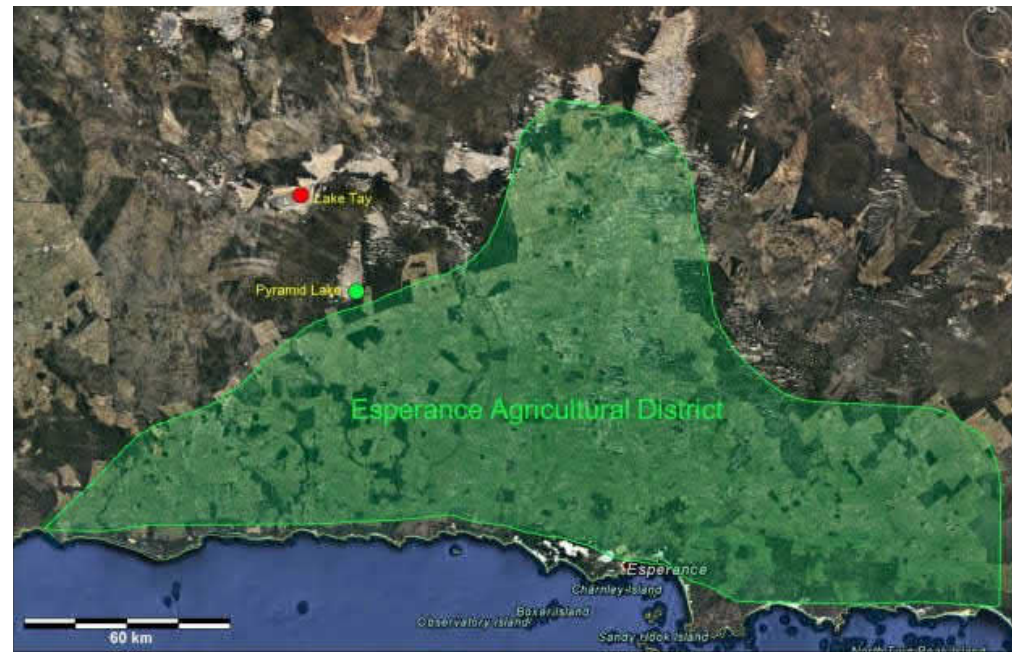 Lake Tay
Pyramid Lake
Esperance Agricultural District
Esperance
Charnley Island
Boxer Island
Observatory Island
Sandy Hook Island
60 km